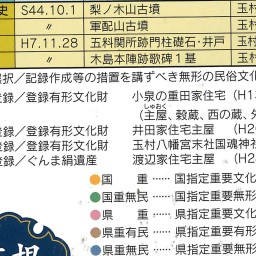 史 S44.10.1 梨ノ木山古墳 玉村
〃 軍配山古墳 玉
H7.11.28 五料関所跡門柱礎石・井戸 玉
〃 木島本陣跡歌碑1基 玉村
択／記録作成等の措置を講ずべき無形の民俗文化
登録／登録有形文化財 小泉の重田家住宅（H1
しゅおく
（主屋、穀蔵、西の蔵、外
登録／登録有形文化財 井田家住宅主屋 （H20
登録／登録有形文化財 玉村八幡宮末社国魂神社
登録／ぐんま絹遺産 渡辺家住宅主屋 （H2
●国 重 …… 国指定重要文化
●国重無民 …… 国指定重要無形
●県 重 …… 県指定重要文化
●県重有民 …… 県指定重要有形
●県重無民 …… 県指定重要無形